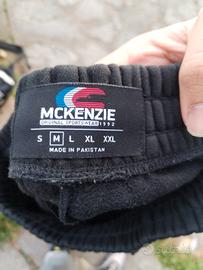 MCKENZIE
ORIGINAL SPORTSWEAR 1992
S M L XL XXL
MADE IN PAKISTAN